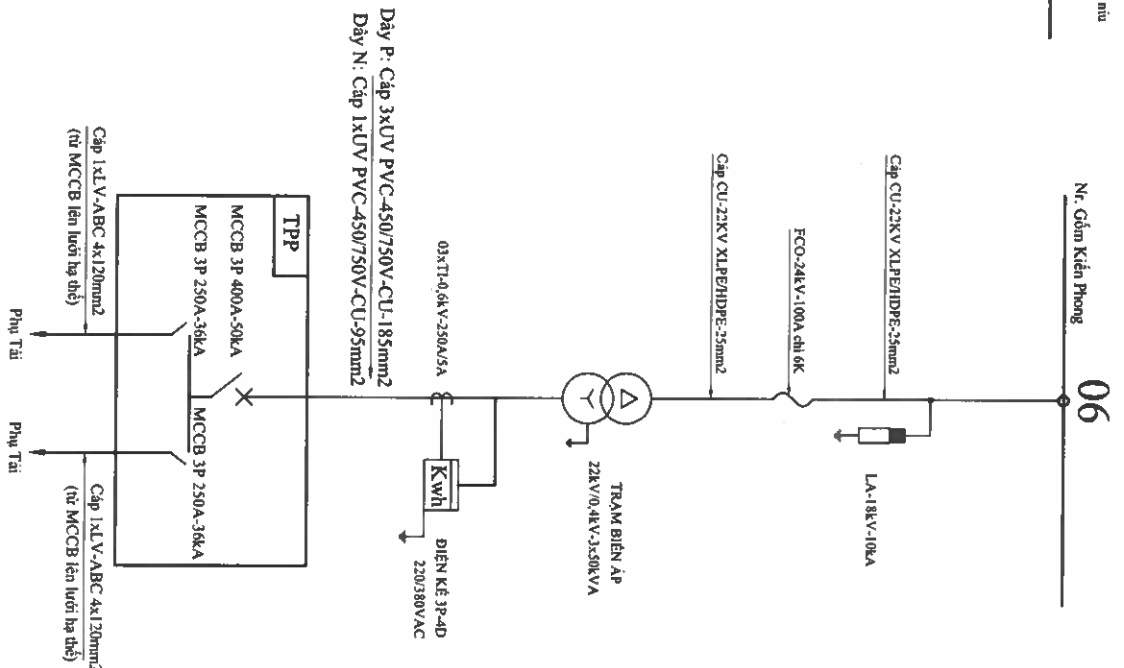 Nr. Gốm Kiến Phong
06
Cáp CU-22KV XLPE/HDPE-25mm2
LA-18kV-10kA
FCO-24kV-100A chì 6K
Cáp CU-22KV XLPE/HDPE-25mm2
TRẠM BIẾN ÁP
22kV/0,4kV-3x50kVA
03xTI-0,6kV-250A/5A
Kwh
ĐIỆN KẾ 3P-4D
220/380VAC
Dây P: Cáp 3xUV PVC-450/750V-CU-185mm2
Dây N: Cáp 1xUV PVC-450/750V-CU-95mm2
TPP
MCCB 3P 400A-50kA
MCCB 3P 250A-36kA
MCCB 3P 250A-36kA
Cáp 1xLV-ABC 4x120mm2
(từ MCCB lên lưới hạ thế)
Cáp 1xLV-ABC 4x120mm2
(từ MCCB lên lưới hạ thế)
Phụ Tải
Phụ Tải